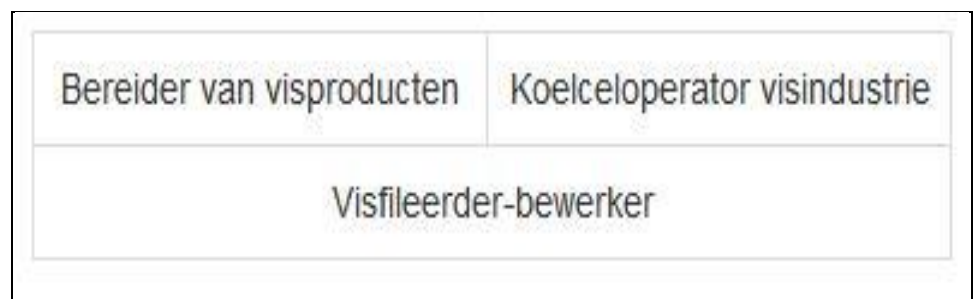 Bereider van visproducten Koelceloperator visindustrie
Visfileerder-bewerker